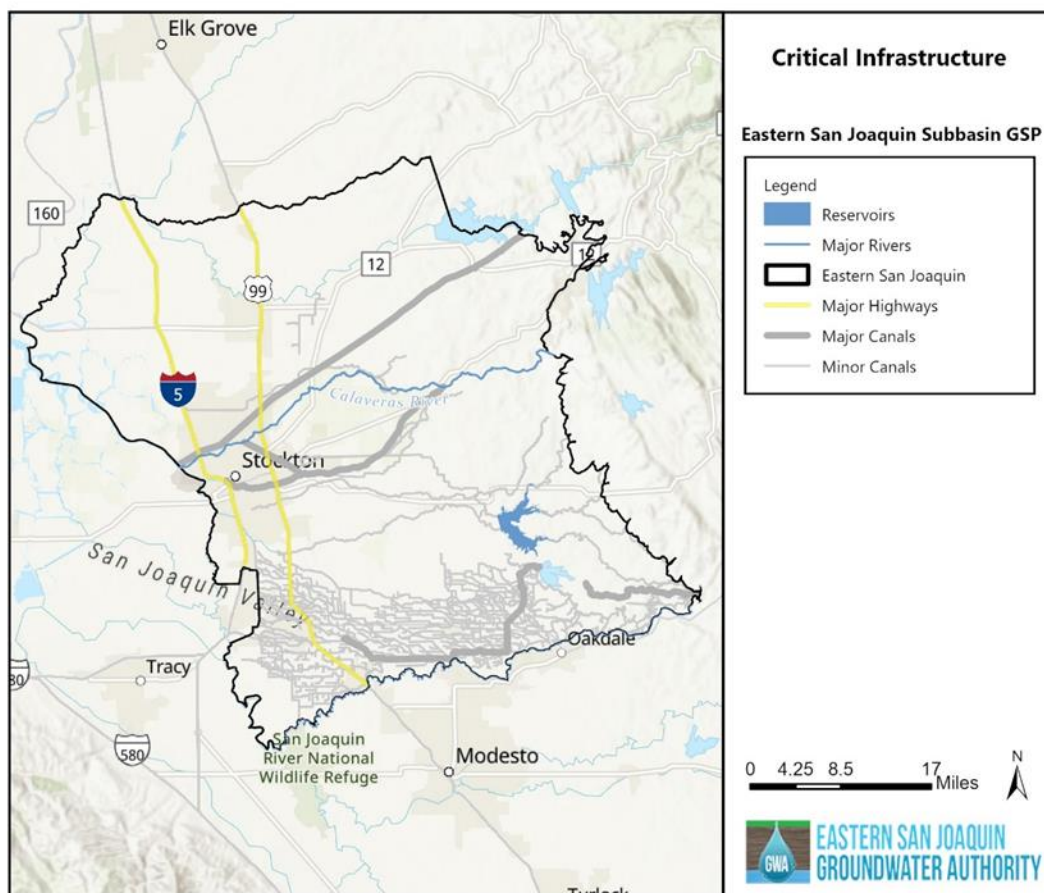 Elk Grove
160
12
99
12
5
Calaveras River
Stockton
San Joaquin Valley
Oakdale
Tracy
80
580
San Joaquin
River National
Wildlife Refuge
Modesto
Critical Infrastructure
Eastern San Joaquin Subbasin GSP
Legend
Reservoirs
Major Rivers
Eastern San Joaquin
Major Highways
Major Canals
Minor Canals
0 4.25 8.5 17
Miles
N
GWA
EASTERN SAN JOAQUIN
GROUNDWATER AUTHORITY